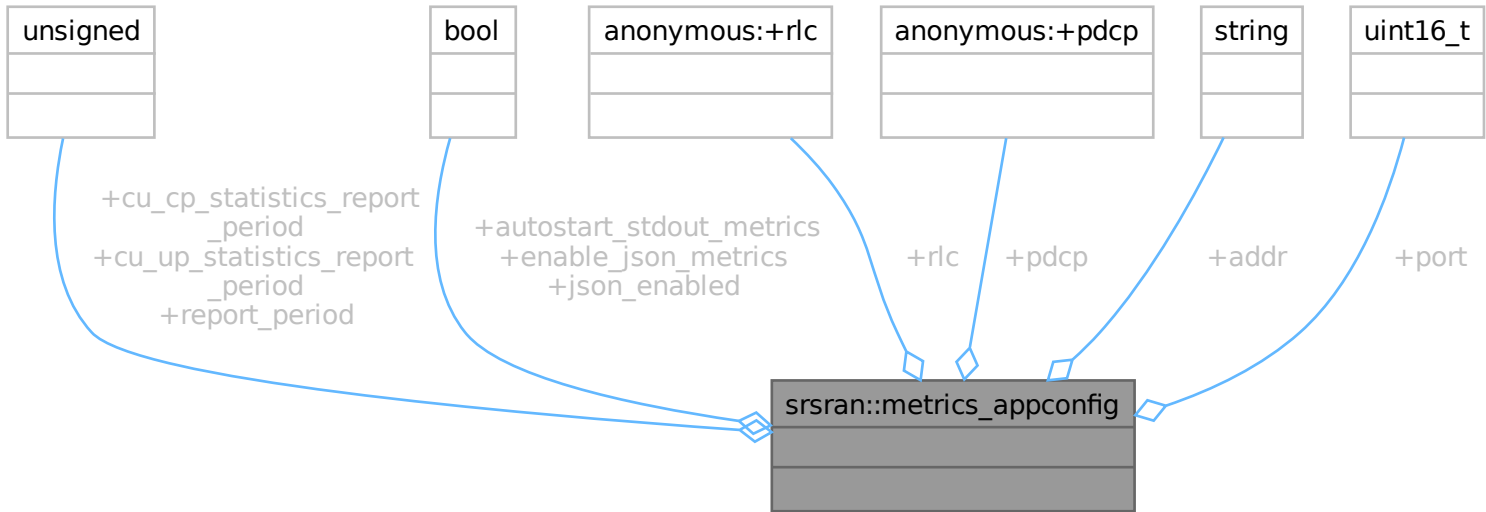 unsigned
bool
anonymous:+rlc
anonymous:+pdcp
string
uint16_t
+cu_cp_statistics_report
_period
+cu_up_statistics_report
_period
+report_period
+autostart_stdout_metrics
+enable_json_metrics
+json_enabled
+rlc
+pdcp
+addr
+port
srsran::metrics_appconfig